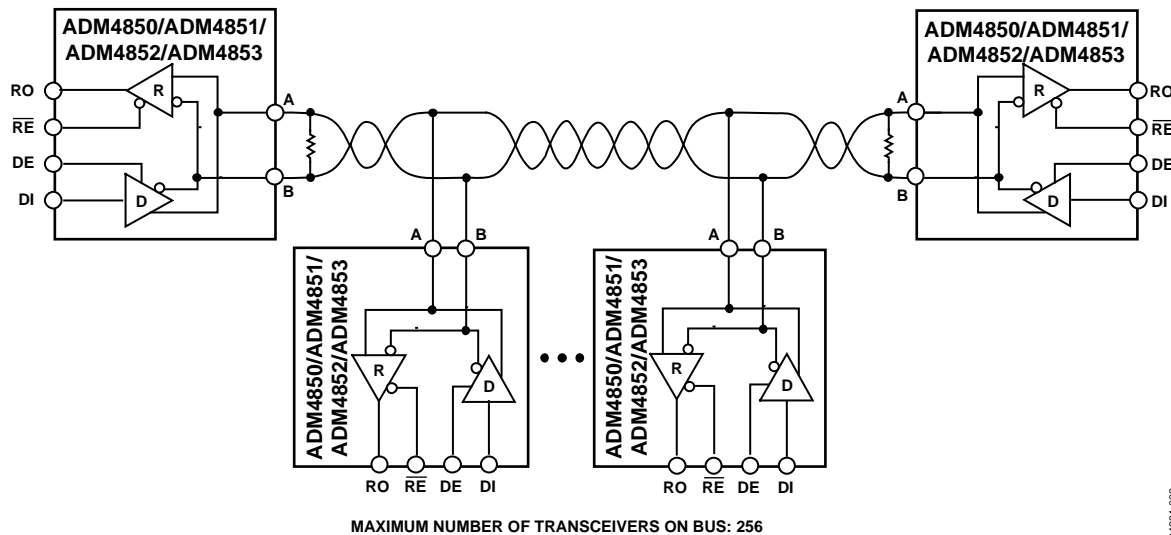 ADM4850/ADM4851/
ADM4852/ADM4853
RO
RE
DE
DI
R
D
A
B
ADM4850/ADM4851/
ADM4852/ADM4853
A
B
R
D
RO
RE
DE
DI
A
B
ADM4850/ADM4851/
ADM4852/ADM4853
R
D
RO
RE
DE
DI
A
B
ADM4850/ADM4851/
ADM4852/ADM4853
R
D
RO
RE
DE
DI
MAXIMUM NUMBER OF TRANSCEIVERS ON BUS: 256